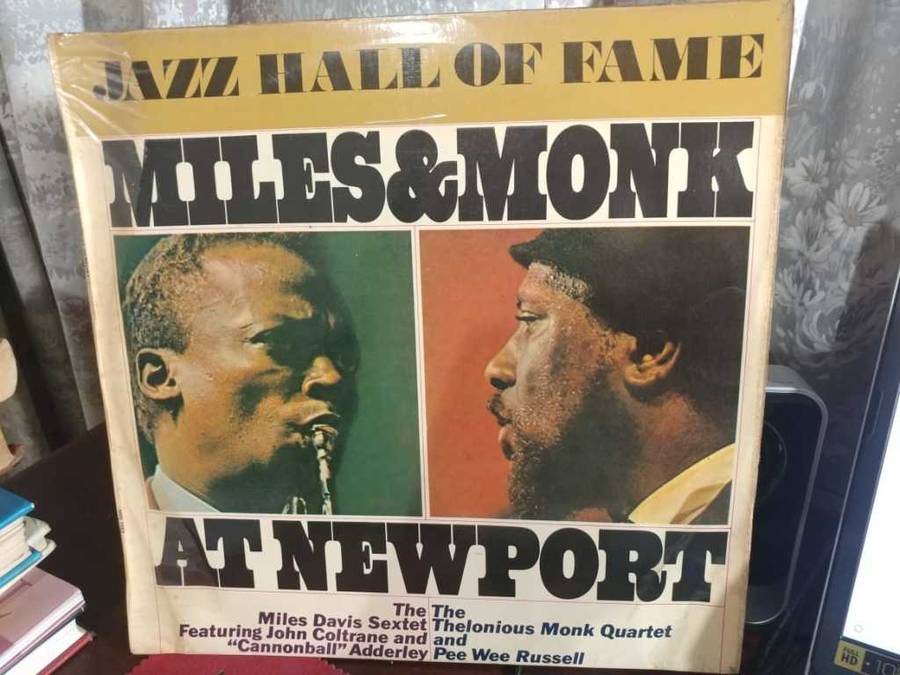 JAZZ HALL OF FAME
MILES&MONK
AT NEWPORT
The
Miles Davis Sextet
Featuring John Coltrane and
“Cannonball” Adderley
The
Thelonious Monk Quartet
and
Pee Wee Russell
FULL
HD